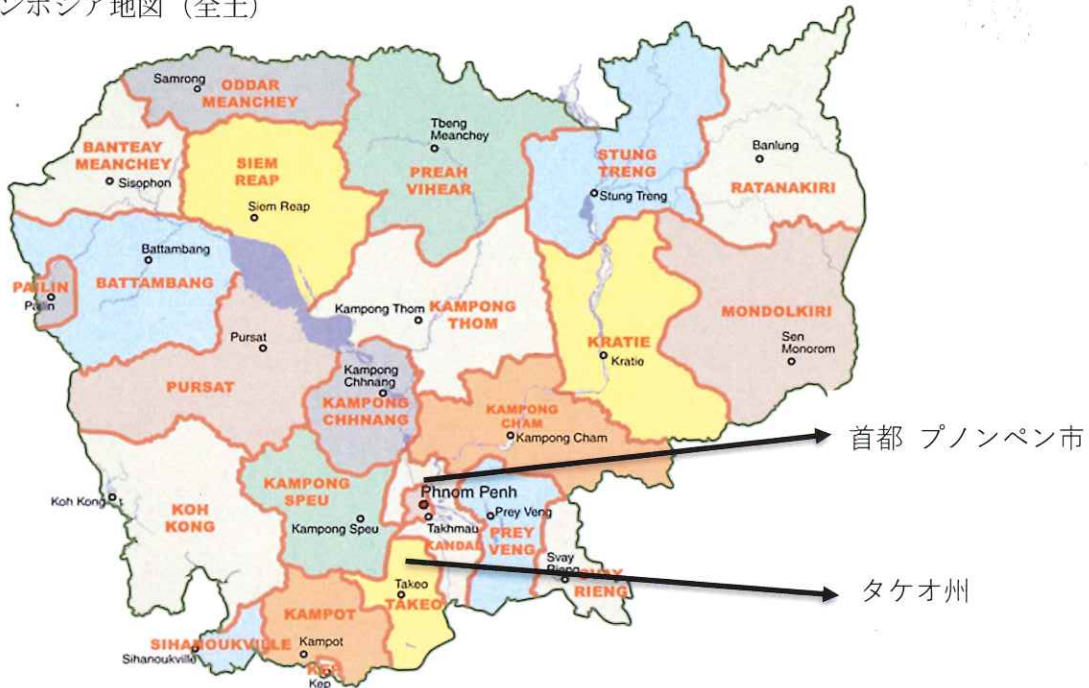 ンボジア地図（全土）
Samrong
ODDAR
MEANCHEY
Tbeng
Meanchey
PREAH
VIHEAR
STUNG
TRENG
Stung Treng
Banlung
RATANAKIRI
BANTEAY
MEANCHEY
Sisophon
SIEM
REAP
Siem Reap
Battambang
BATTAMBANG
PAILIN
Pailin
Kampong Thom
KAMPONG
THOM
KRATIE
Kratie
MONDOLKIRI
Sen
Monorom
Pursat
PURSAT
Kampong
Chhnang
KAMPONG
CHHNANG
KAMPONG
CHAM
Kampong Cham
首都 プノンペン市
Koh Kong
KOH
KONG
KAMPONG
SPEU
Kampong Speu
Phnom Penh
Takhmau
KANDAL
Prey Veng
PREY
VENG
Svay
Rieng
SVAY
RIENG
Takeo
TAKEO
タケオ州
KAMPOT
Kampot
SIHANOUKVILLE
Sihanoukville
KEP
Kep